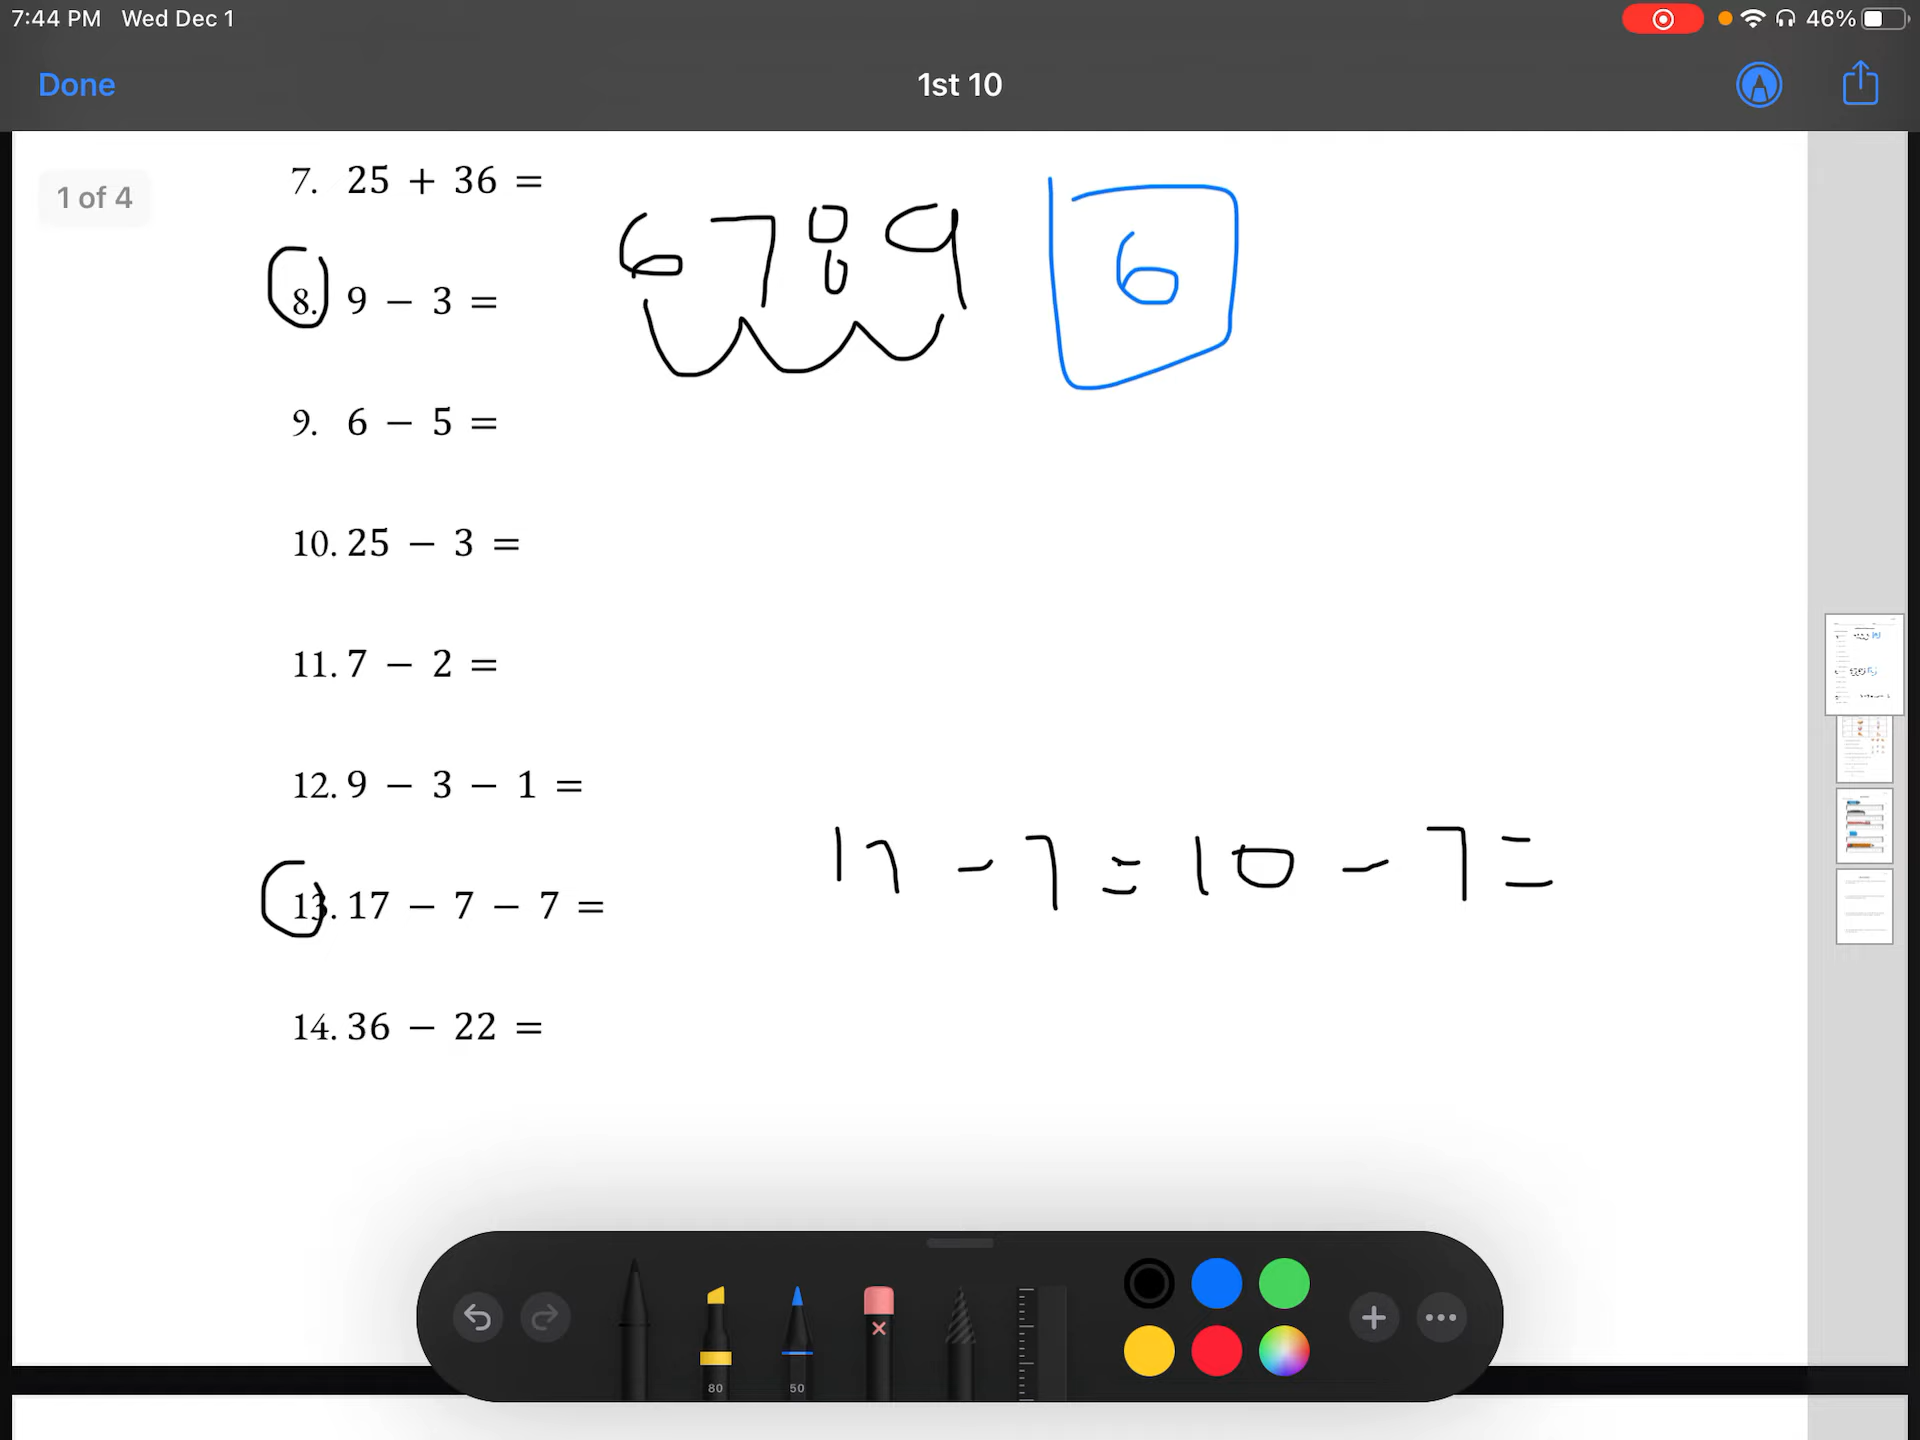 7:44 PM Wed Dec 1
46%
Done
1st 10
1 of 4
7. 25 + 36 =
8. 9 − 3 =
6 7 8 9
6
9. 6 − 5 =
10. 25 − 3 =
11. 7 − 2 =
12. 9 − 3 − 1 =
13. 17 − 7 − 7 =
17 − 7 = 10 − 7 =
14. 36 − 22 =
80
50